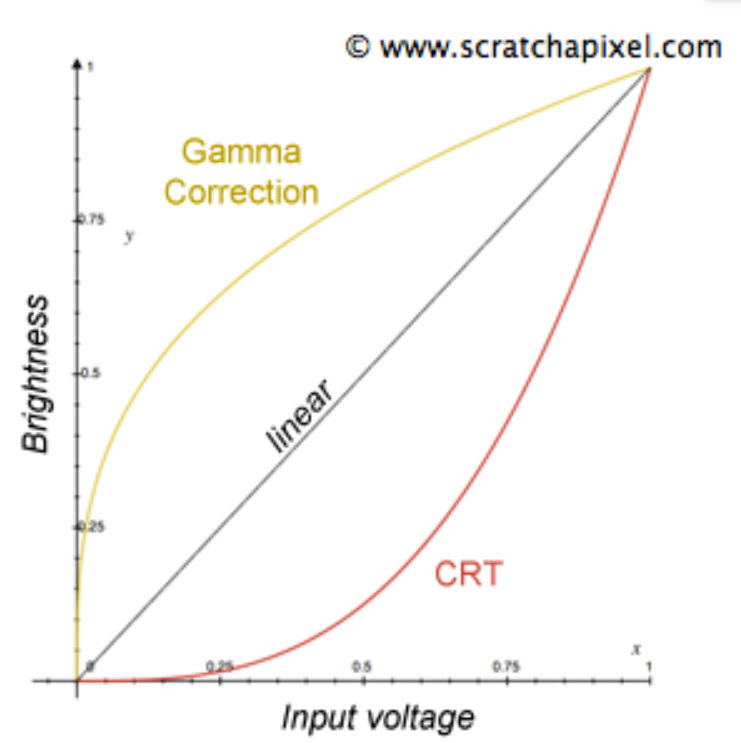 © www.scratchapixel.com
1
Gamma
Correction
0.75
y
Brightness
0.5
linear
0.25
CRT
x
0
0.25
0.5
0.75
1
Input voltage